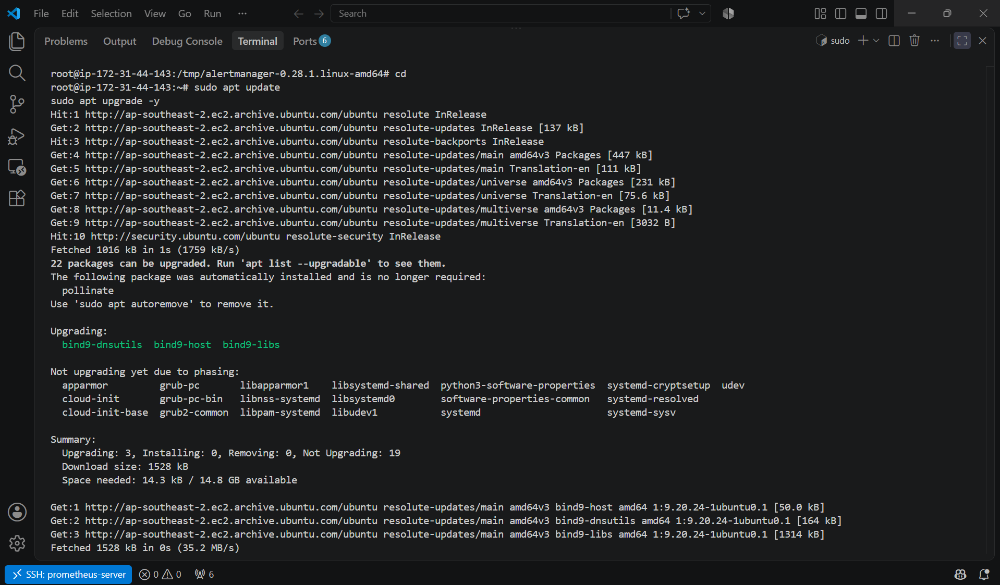 File Edit Selection View Go Run ··· Search
Problems Output Debug Console Terminal Ports 6 sudo
root@ip-172-31-44-143:/tmp/alertmanager-0.28.1.linux-amd64# cd
root@ip-172-31-44-143:~# sudo apt update
sudo apt upgrade -y
Hit:1 http://ap-southeast-2.ec2.archive.ubuntu.com/ubuntu resolute InRelease
Get:2 http://ap-southeast-2.ec2.archive.ubuntu.com/ubuntu resolute-updates InRelease [137 kB]
Hit:3 http://ap-southeast-2.ec2.archive.ubuntu.com/ubuntu resolute-backports InRelease
Get:4 http://ap-southeast-2.ec2.archive.ubuntu.com/ubuntu resolute-updates/main amd64v3 Packages [447 kB]
Get:5 http://ap-southeast-2.ec2.archive.ubuntu.com/ubuntu resolute-updates/main Translation-en [111 kB]
Get:6 http://ap-southeast-2.ec2.archive.ubuntu.com/ubuntu resolute-updates/universe amd64v3 Packages [231 kB]
Get:7 http://ap-southeast-2.ec2.archive.ubuntu.com/ubuntu resolute-updates/universe Translation-en [75.6 kB]
Get:8 http://ap-southeast-2.ec2.archive.ubuntu.com/ubuntu resolute-updates/multiverse amd64v3 Packages [11.4 kB]
Get:9 http://ap-southeast-2.ec2.archive.ubuntu.com/ubuntu resolute-updates/multiverse Translation-en [3032 B]
Hit:10 http://security.ubuntu.com/ubuntu resolute-security InRelease
Fetched 1016 kB in 1s (1759 kB/s)
22 packages can be upgraded. Run 'apt list --upgradable' to see them.
The following package was automatically installed and is no longer required:
  pollinate
Use 'sudo apt autoremove' to remove it.
Upgrading:
  bind9-dnsutils  bind9-host  bind9-libs
Not upgrading yet due to phasing:
  apparmor         grub-pc       libapparmor1    libsystemd-shared  python3-software-properties  systemd-cryptsetup  udev
  cloud-init       grub-pc-bin   libnss-systemd  libsystemd0        software-properties-common   systemd-resolved
  cloud-init-base  grub2-common  libpam-systemd  libudev1           systemd                      systemd-sysv
Summary:
  Upgrading: 3, Installing: 0, Removing: 0, Not Upgrading: 19
  Download size: 1528 kB
  Space needed: 14.3 kB / 14.8 GB available
Get:1 http://ap-southeast-2.ec2.archive.ubuntu.com/ubuntu resolute-updates/main amd64v3 bind9-host amd64 1:9.20.24-1ubuntu0.1 [50.0 kB]
Get:2 http://ap-southeast-2.ec2.archive.ubuntu.com/ubuntu resolute-updates/main amd64v3 bind9-dnsutils amd64 1:9.20.24-1ubuntu0.1 [164 kB]
Get:3 http://ap-southeast-2.ec2.archive.ubuntu.com/ubuntu resolute-updates/main amd64v3 bind9-libs amd64 1:9.20.24-1ubuntu0.1 [1314 kB]
Fetched 1528 kB in 0s (35.2 MB/s)
SSH: prometheus-server 0 0 6